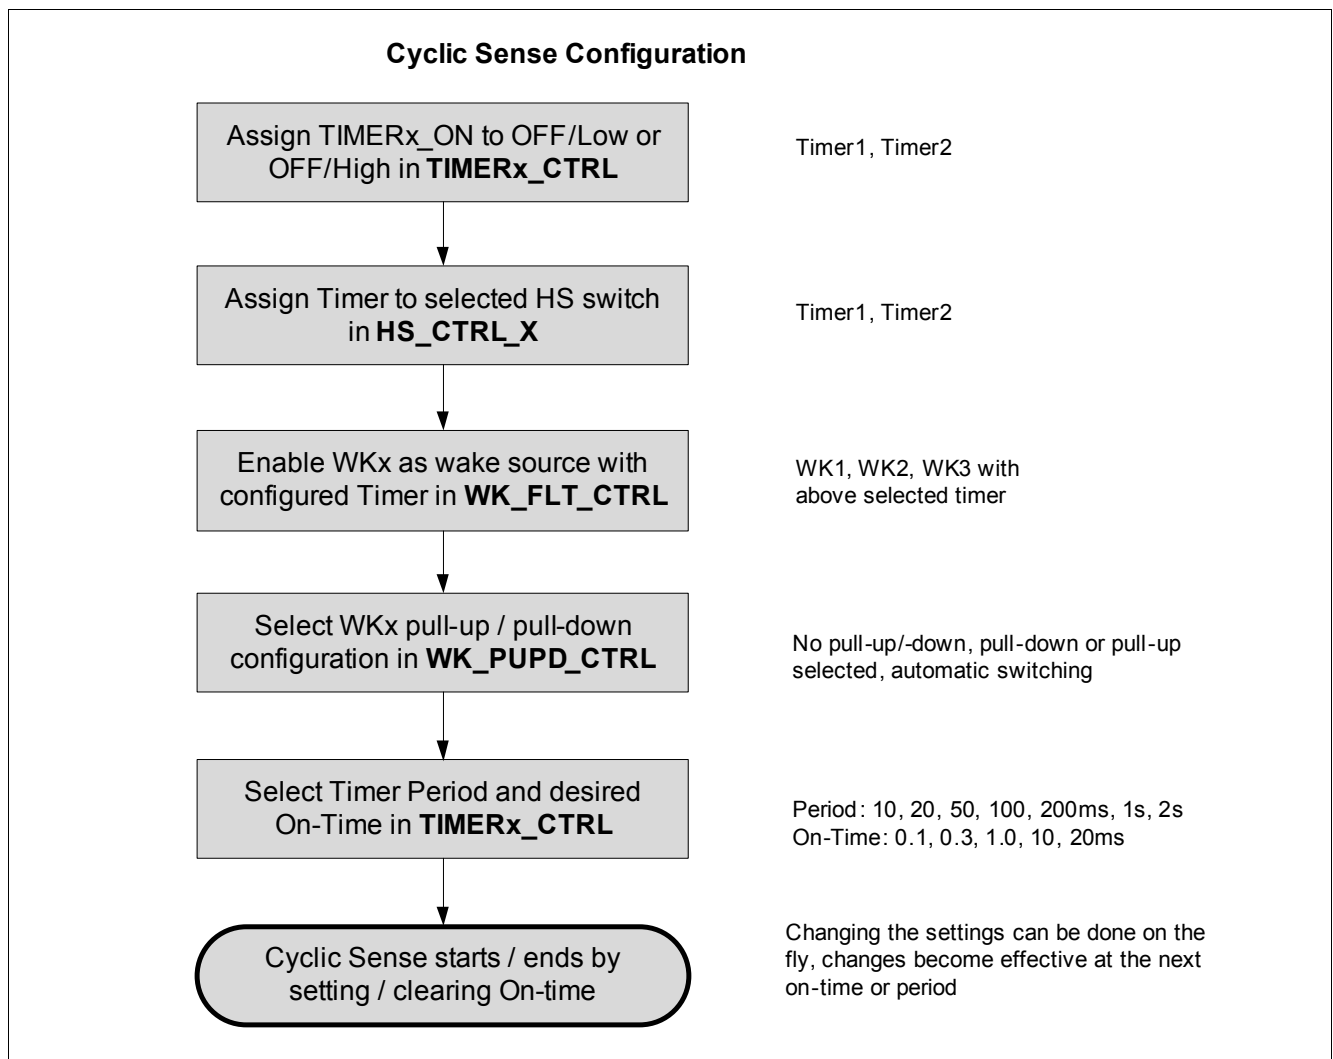 Cyclic Sense Configuration
Assign TIMERx_ON to OFF/Low or
OFF/High in TIMERx_CTRL
Timer1, Timer2
Assign Timer to selected HS switch
in HS_CTRL_X
Timer1, Timer2
Enable WKx as wake source with
configured Timer in WK_FLT_CTRL
WK1, WK2, WK3 with
above selected timer
Select WKx pull-up / pull-down
configuration in WK_PUPD_CTRL
No pull-up/-down, pull-down or pull-up
selected, automatic switching
Select Timer Period and desired
On-Time in TIMERx_CTRL
Period: 10, 20, 50, 100, 200ms, 1s, 2s
On-Time: 0.1, 0.3, 1.0, 10, 20ms
Cyclic Sense starts / ends by
setting / clearing On-time
Changing the settings can be done on the
fly, changes become effective at the next
on-time or period